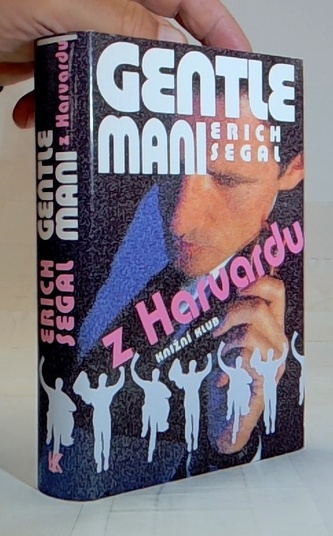 GENTLE
MANI
ERICH
SEGAL
z Harvardu
KNIŽNÍ KLUB
ERICH
SEGAL
GENTLE
MANI
z Harvardu
K